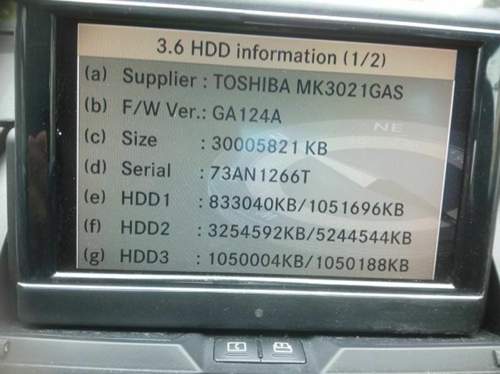 3.6 HDD information (1/2)
(a) Supplier : TOSHIBA MK3021GAS
(b) F/W Ver.: GA124A
(c) Size : 30005821 KB
(d) Serial : 73AN1266T
(e) HDD1 : 833040KB/1051696KB
(f) HDD2 : 3254592KB/5244544KB
(g) HDD3 : 1050004KB/1050188KB
NE